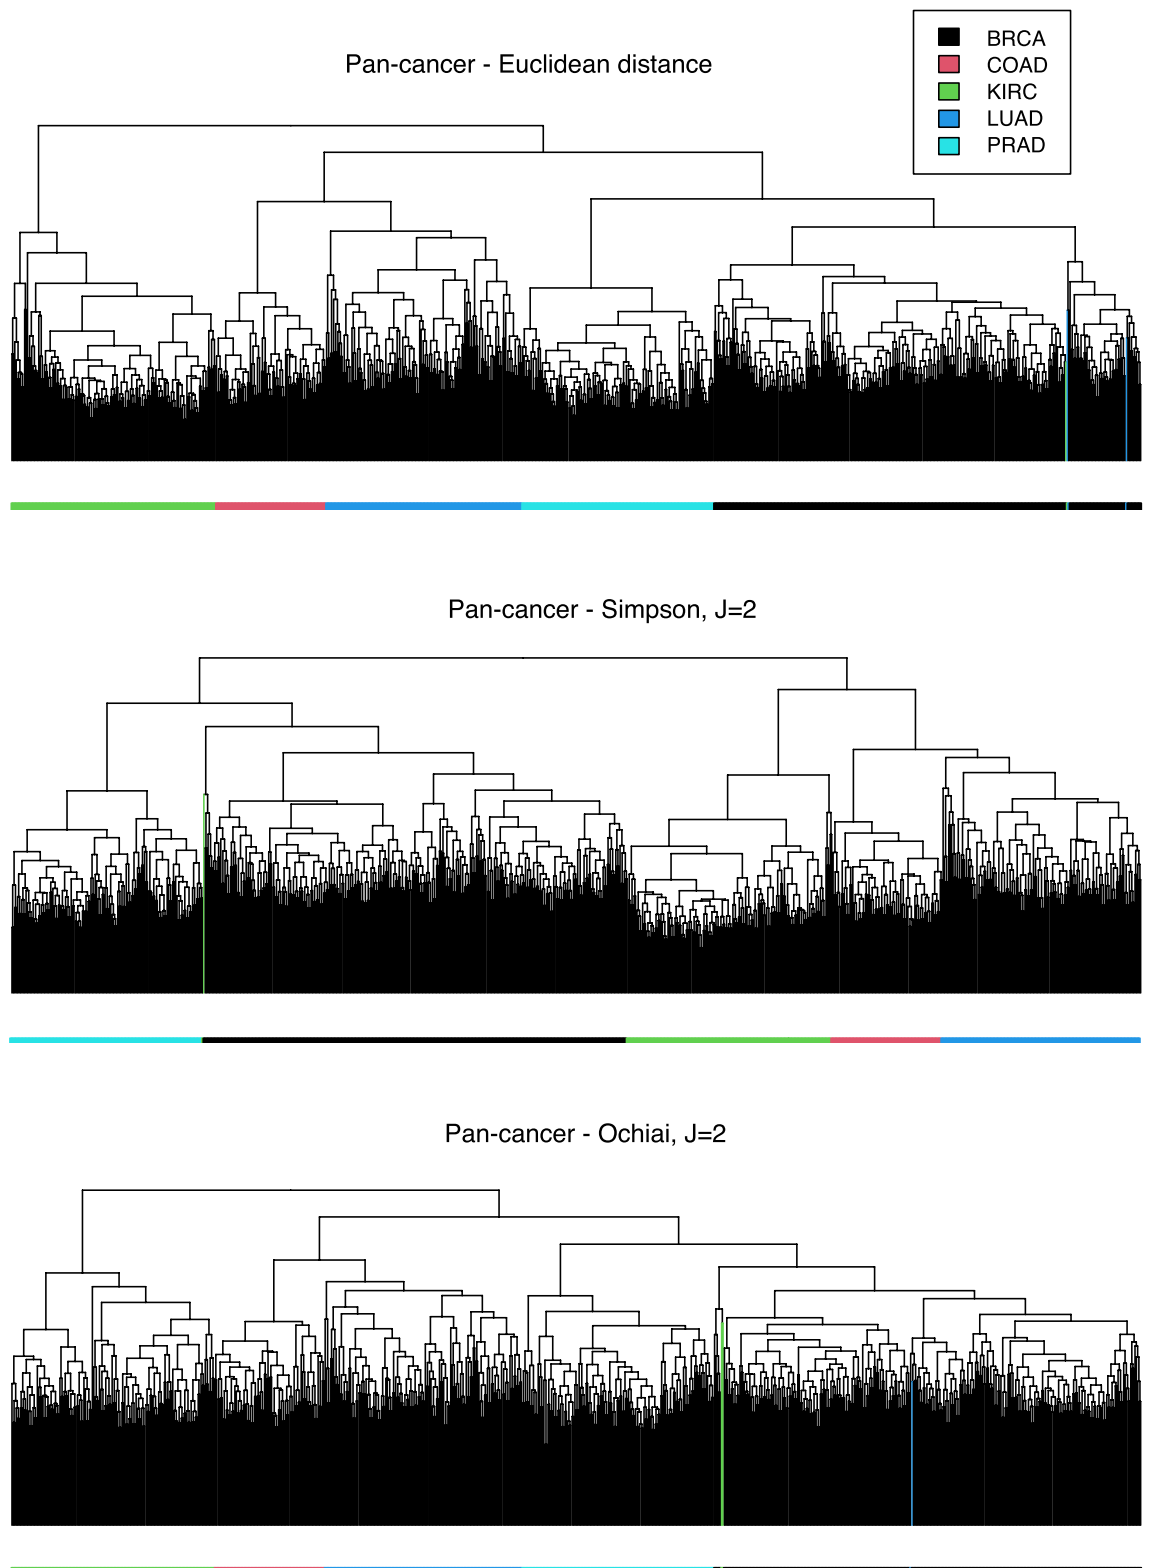 Pan-cancer - Euclidean distance
BRCA
COAD
KIRC
LUAD
PRAD
Pan-cancer - Simpson, J=2
Pan-cancer - Ochiai, J=2